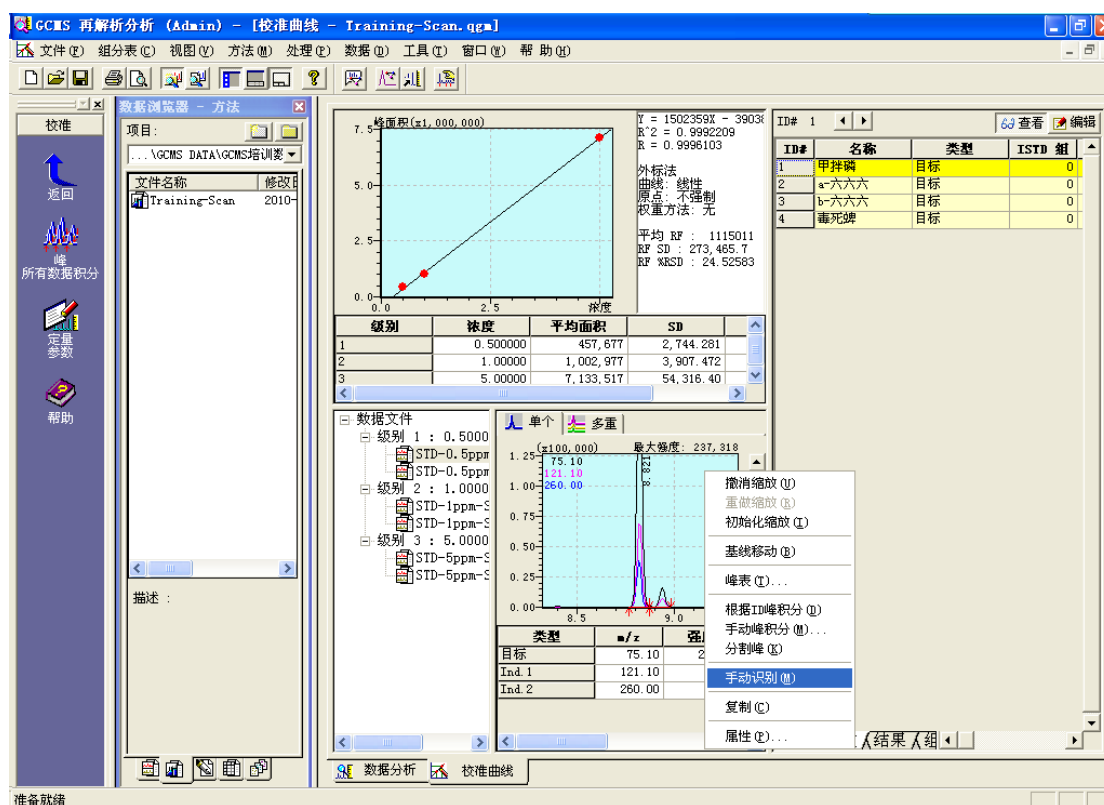 GCMS 再解析分析 (Admin) - [校准曲线 - Training-Scan.qgm]
文件(F) 组分表(C) 视图(V) 方法(M) 处理(P) 数据(D) 工具(T) 窗口(W) 帮 助(H)
校准
返回
峰
所有数据积分
定量
参数
帮助
数据浏览器 - 方法
项目:
...\GCMS DATA\GCMS培训
文件名称 修改日
Training-Scan 2010-
描述 :
峰面积(x1,000,000)
7.5
5.0
2.5
0.0
0.0 2.5 浓度
Y = 1502359X - 3903
R^2 = 0.9992209
R = 0.9996103
外标法
曲线: 线性
原点: 不强制
权重方法: 无
平均 RF : 1115011
RF SD : 273,465.7
RF %RSD : 24.52583
级别 浓度 平均面积 SD
1 0.500000 457,677 2,744.281
2 1.00000 1,002,977 3,907.472
3 5.00000 7,133,517 54,316.40
数据文件
级别 1 : 0.5000
STD-0.5ppm
STD-0.5ppm
级别 2 : 1.0000
STD-1ppm-S
STD-1ppm-S
级别 3 : 5.0000
STD-5ppm-S
STD-5ppm-S
单个 多重
(x100,000) 最大强度: 237,318
1.25
75.10
121.10
260.00
8.821
1.00
0.75
0.50
0.25
0.00
8.5 9.0
类型 m/z 强
目标 75.10 2
Ind.1 121.10
Ind.2 260.00
撤消缩放(U)
重做缩放(R)
初始化缩放(I)
基线移动(B)
峰表(T)...
根据ID峰积分(D)
手动峰积分(M)...
分割峰(K)
手动识别(M)
复制(C)
属性(P)...
ID# 1 查看 编辑
ID# 名称 类型 ISTD 组
1 甲拌磷 目标 0
2 a-六六六 目标 0
3 b-六六六 目标 0
4 毒死蜱 目标 0
结果 组
数据分析 校准曲线
准备就绪